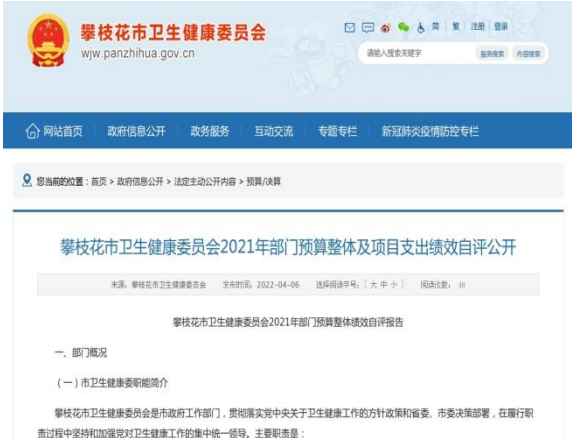 攀枝花市卫生健康委员会
wjw.panzhihua.gov.cn
简 繁 注册 登录
请输入搜索关键字 服务搜索 内容搜索
网站首页 政府信息公开 政务服务 互动交流 专题专栏 新冠肺炎疫情防控专栏
您当前的位置：首页 > 政府信息公开 > 法定主动公开内容 > 预算/决算
攀枝花市卫生健康委员会2021年部门预算整体及项目支出绩效自评公开
来源：攀枝花市卫生健康委员会 发布时间：2022-04-06 选择阅读字号：[ 大 中 小 ] 阅读次数： 48
攀枝花市卫生健康委员会2021年部门预算整体绩效自评报告
一、部门概况
（一）市卫生健康委职能简介
攀枝花市卫生健康委员会是市政府工作部门，贯彻落实党中央关于卫生健康工作的方针政策和省委、市委决策部署，在履行职
责过程中坚持和加强党对卫生健康工作的集中统一领导。主要职责是：